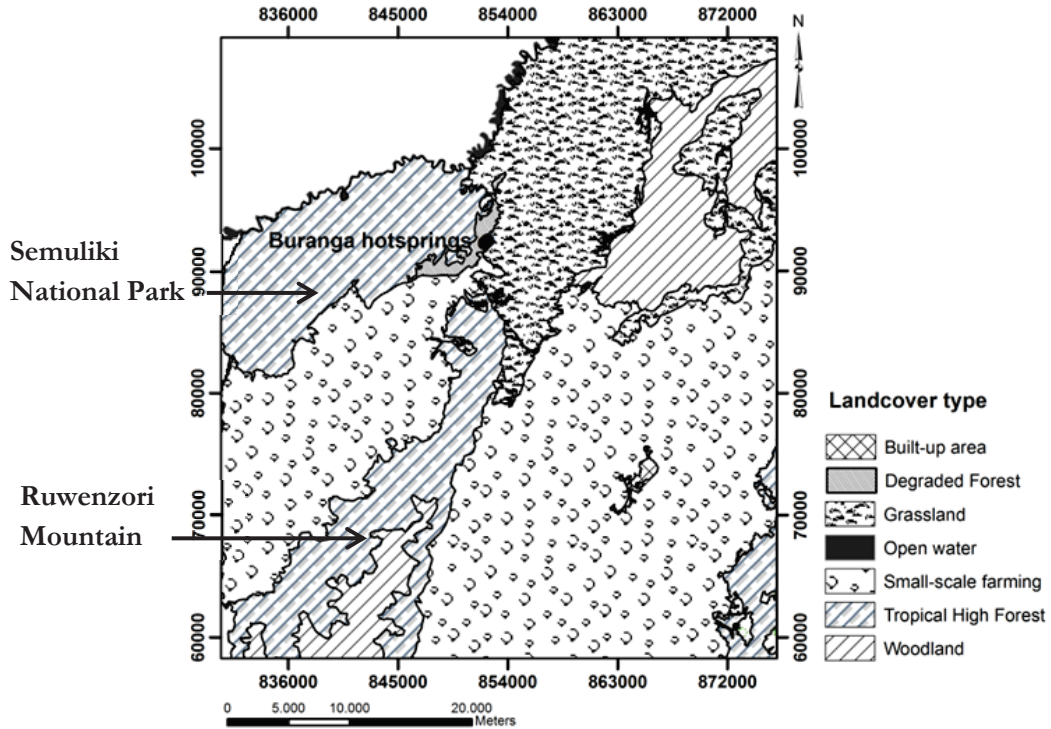 836000 845000 854000 863000 872000
N
100000
100000
Buranga hotsprings
Semuliki
National Park
90000
90000
80000
80000
Landcover type
Built-up area
Degraded Forest
Ruwenzori
Mountain
70000
70000
Grassland
Open water
Small-scale farming
Tropical High Forest
Woodland
60000
60000
836000 845000 854000 863000 872000
0 5.000 10.000 20.000
Meters